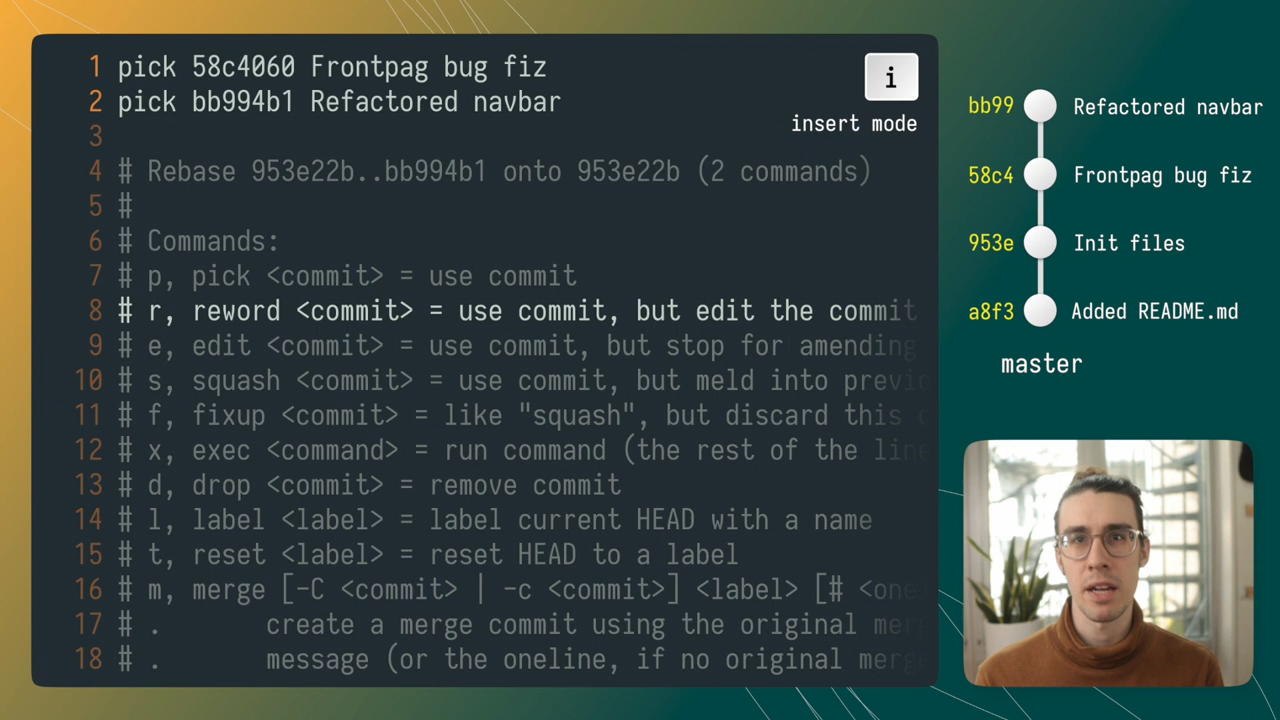 1 pick 58c4060 Frontpag bug fiz
2 pick bb994b1 Refactored navbar
3
4 # Rebase 953e22b..bb994b1 onto 953e22b (2 commands)
5 #
6 # Commands:
7 # p, pick <commit> = use commit
8 # r, reword <commit> = use commit, but edit the commit
9 # e, edit <commit> = use commit, but stop for amending
10 # s, squash <commit> = use commit, but meld into previo
11 # f, fixup <commit> = like "squash", but discard this
12 # x, exec <command> = run command (the rest of the line
13 # d, drop <commit> = remove commit
14 # l, label <label> = label current HEAD with a name
15 # t, reset <label> = reset HEAD to a label
16 # m, merge [-C <commit> | -c <commit>] <label> [# <one
17 # . create a merge commit using the original mer
18 # . message (or the oneline, if no original merg
i
insert mode
bb99 Refactored navbar
58c4 Frontpag bug fiz
953e Init files
a8f3 Added README.md
master